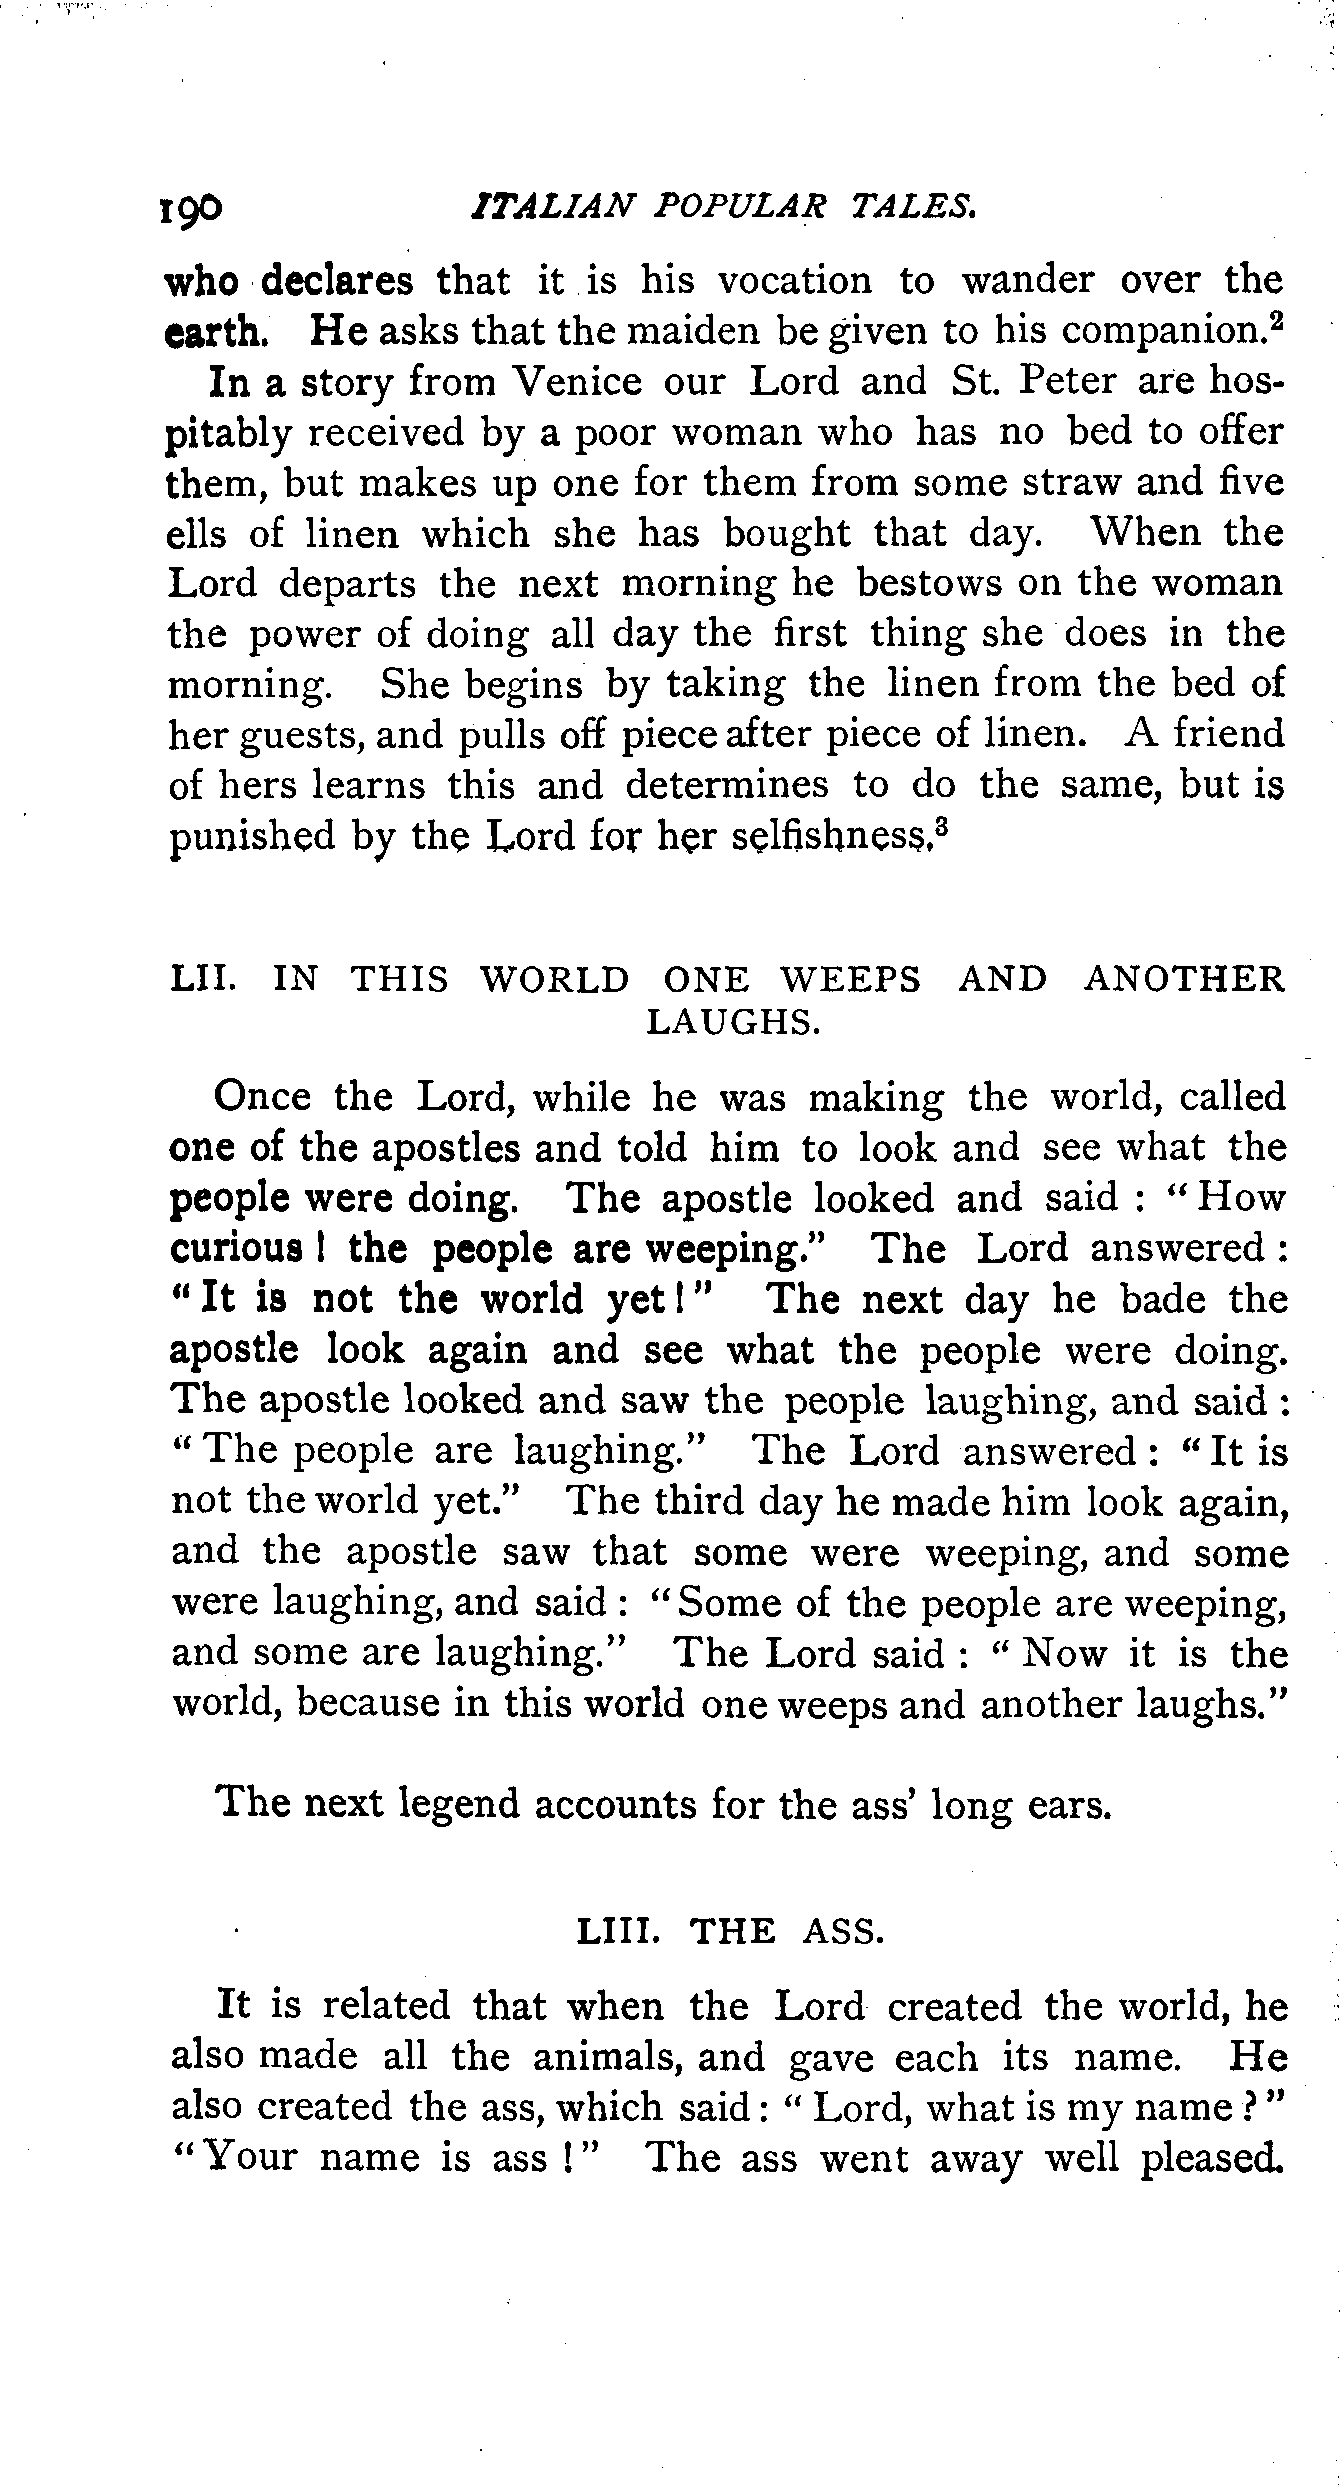 190 ITALIAN POPULAR TALES.
who declares that it is his vocation to wander over the
earth. He asks that the maiden be given to his companion.²
In a story from Venice our Lord and St. Peter are hos-
pitably received by a poor woman who has no bed to offer
them, but makes up one for them from some straw and five
ells of linen which she has bought that day. When the
Lord departs the next morning he bestows on the woman
the power of doing all day the first thing she does in the
morning. She begins by taking the linen from the bed of
her guests, and pulls off piece after piece of linen. A friend
of hers learns this and determines to do the same, but is
punished by the Lord for her selfishness.³
LII. IN THIS WORLD ONE WEEPS AND ANOTHER
LAUGHS.
Once the Lord, while he was making the world, called
one of the apostles and told him to look and see what the
people were doing. The apostle looked and said : "How
curious ! the people are weeping." The Lord answered :
"It is not the world yet !" The next day he bade the
apostle look again and see what the people were doing.
The apostle looked and saw the people laughing, and said :
"The people are laughing." The Lord answered : "It is
not the world yet." The third day he made him look again,
and the apostle saw that some were weeping, and some
were laughing, and said : "Some of the people are weeping,
and some are laughing." The Lord said : "Now it is the
world, because in this world one weeps and another laughs."
The next legend accounts for the ass' long ears.
LIII. THE ASS.
It is related that when the Lord created the world, he
also made all the animals, and gave each its name. He
also created the ass, which said : "Lord, what is my name ?"
"Your name is ass !" The ass went away well pleased.